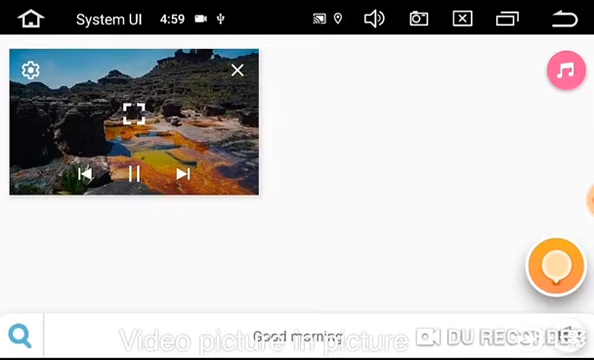 System UI 4:59
Good morning
Video picture in picture
DU RECORDER